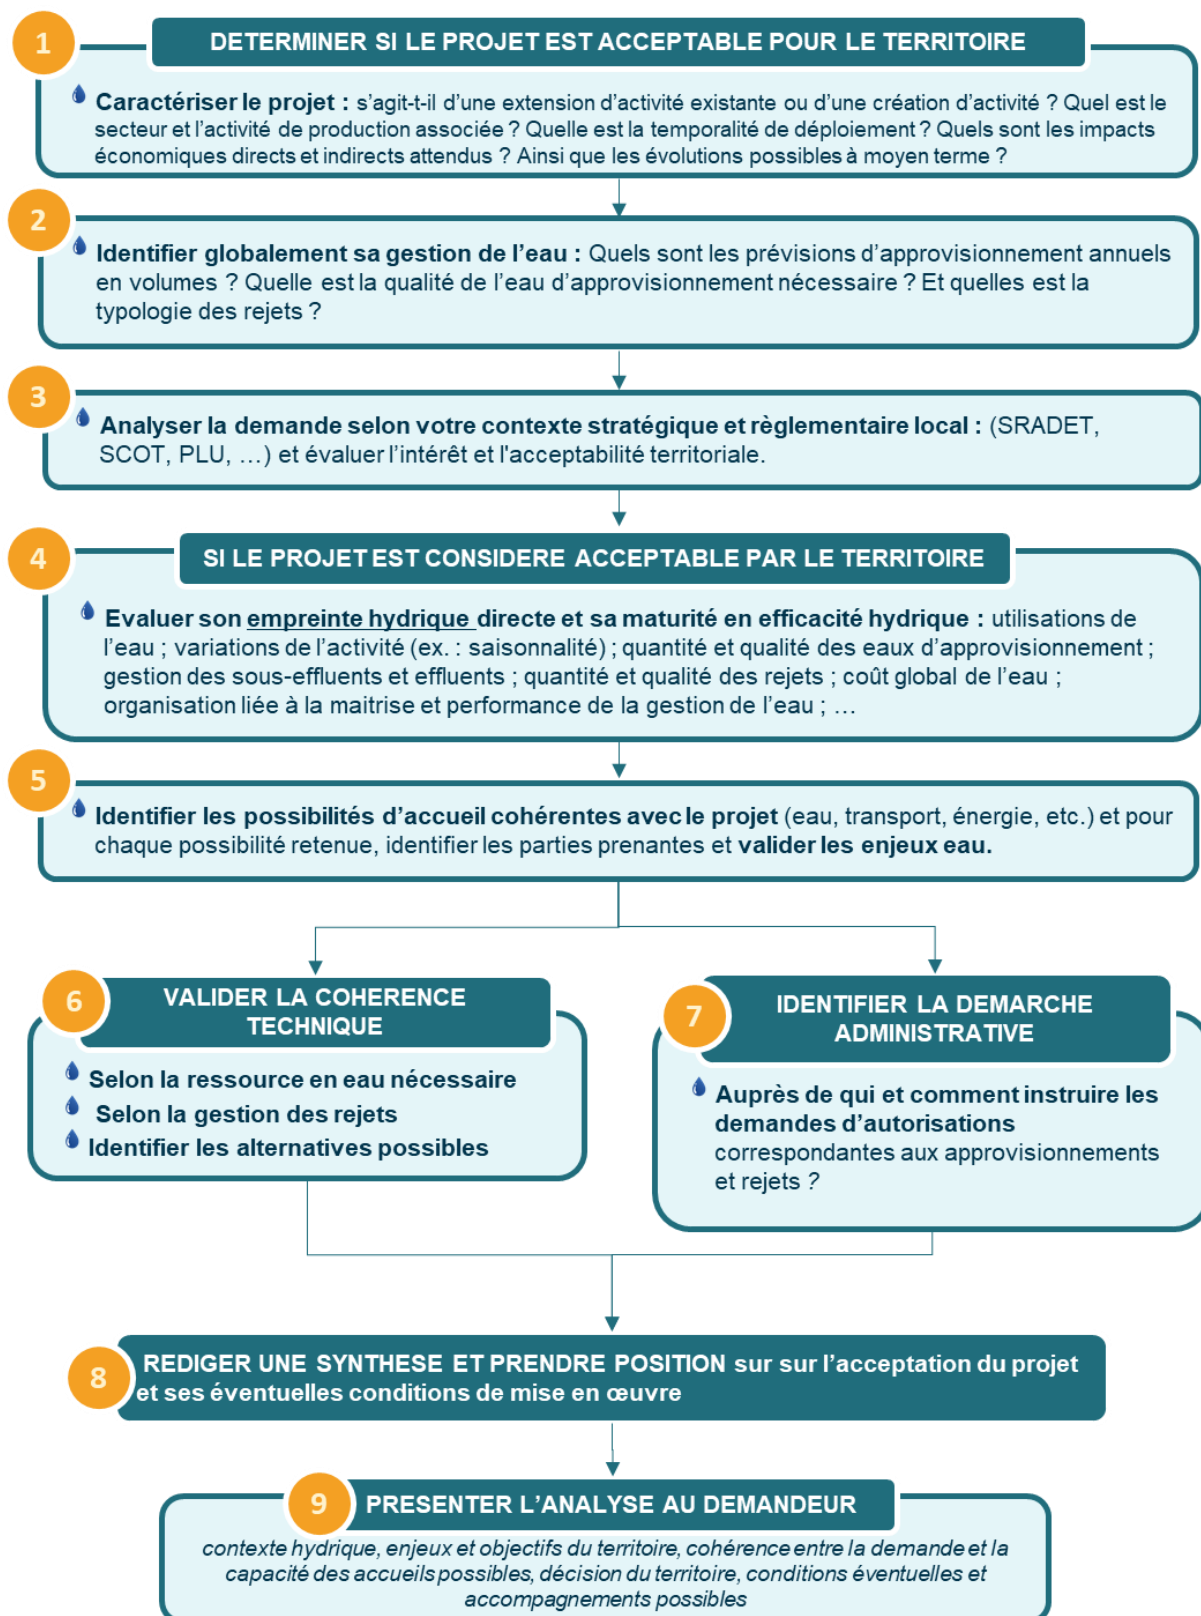 1
DETERMINER SI LE PROJET EST ACCEPTABLE POUR LE TERRITOIRE
Caractériser le projet : s’agit-t-il d’une extension d’activité existante ou d’une création d’activité ? Quel est le
secteur et l’activité de production associée ? Quelle est la temporalité de déploiement ? Quels sont les impacts
économiques directs et indirects attendus ? Ainsi que les évolutions possibles à moyen terme ?
2
Identifier globalement sa gestion de l’eau : Quels sont les prévisions d’approvisionnement annuels
en volumes ? Quelle est la qualité de l’eau d’approvisionnement nécessaire ? Et quelles est la
typologie des rejets ?
3
Analyser la demande selon votre contexte stratégique et règlementaire local : (SRADET,
SCOT, PLU, …) et évaluer l’intérêt et l'acceptabilité territoriale.
4
SI LE PROJET EST CONSIDERE ACCEPTABLE PAR LE TERRITOIRE
Evaluer son empreinte hydrique directe et sa maturité en efficacité hydrique : utilisations de
l’eau ; variations de l’activité (ex. : saisonnalité) ; quantité et qualité des eaux d’approvisionnement ;
gestion des sous-effluents et effluents ; quantité et qualité des rejets ; coût global de l’eau ;
organisation liée à la maitrise et performance de la gestion de l’eau ; …
5
Identifier les possibilités d’accueil cohérentes avec le projet (eau, transport, énergie, etc.) et pour
chaque possibilité retenue, identifier les parties prenantes et valider les enjeux eau.
6
VALIDER LA COHERENCE
TECHNIQUE
Selon la ressource en eau nécessaire
Selon la gestion des rejets
Identifier les alternatives possibles
7
IDENTIFIER LA DEMARCHE
ADMINISTRATIVE
Auprès de qui et comment instruire les
demandes d’autorisations
correspondantes aux approvisionnements
et rejets ?
8
REDIGER UNE SYNTHESE ET PRENDRE POSITION sur sur l’acceptation du projet
et ses éventuelles conditions de mise en œuvre
9
PRESENTER L’ANALYSE AU DEMANDEUR
contexte hydrique, enjeux et objectifs du territoire, cohérence entre la demande et la
capacité des accueils possibles, décision du territoire, conditions éventuelles et
accompagnements possibles